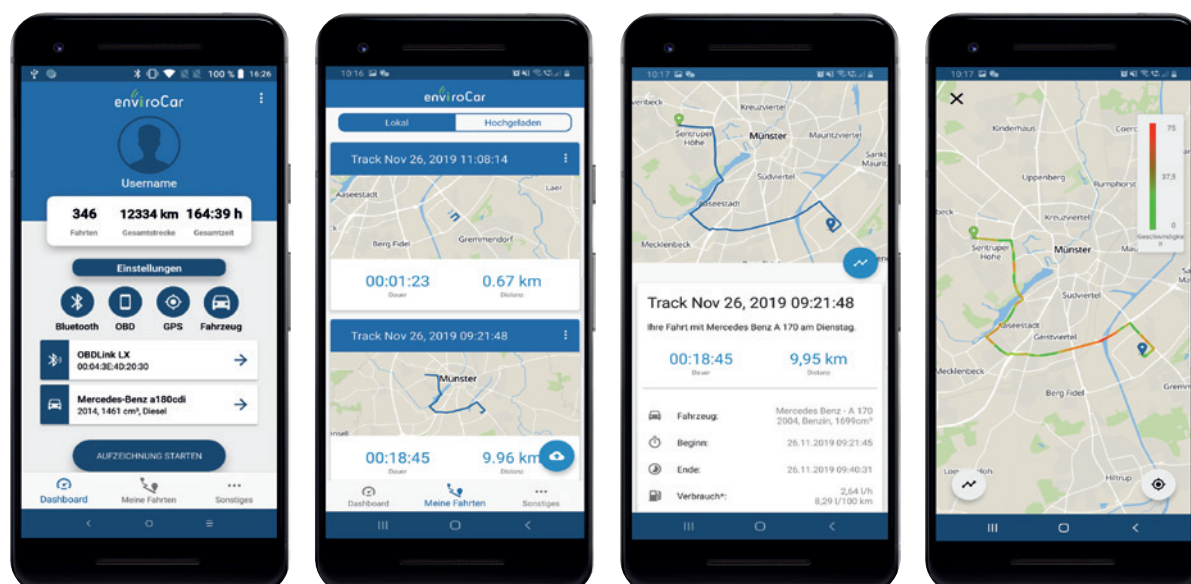 100 % 16:26
enviroCar
Username
346 12334 km 164:39 h
Fahrten Gesamtstrecke Gesamtzeit
Einstellungen
Bluetooth OBD GPS Fahrzeug
OBDLink LX
00:04:3E:4D:20:30
Mercedes-Benz a180cdi
2014, 1461 cm³, Diesel
AUFZEICHNUNG STARTEN
Dashboard Meine Fahrten Sonstiges
10:16
enviroCar
Lokal Hochgeladen
Track Nov 26, 2019 11:08:14
Aaseestadt
Laer
Berg Fidel
Gremmendorf
00:01:23 0.67 km
Dauer Distanz
Track Nov 26, 2019 09:21:48
Münster
00:18:45 9.96 km
Dauer Distanz
Dashboard Meine Fahrten Sonstiges
10:17
Kreuzviertel
Sentruper Höhe
Münster
Mauritzviertel
Südviertel
Aaseestadt
Mecklenbeck
Track Nov 26, 2019 09:21:48
Ihre Fahrt mit Mercedes Benz A 170 am Dienstag.
00:18:45 9,95 km
Dauer Distanz
Fahrzeug: Mercedes Benz - A 170
2004, Benzin, 1699cm³
Beginn: 26.11.2019 09:21:45
Ende: 26.11.2019 09:40:31
Verbrauch*: 2,64 l/h
8,29 l/100 km
10:17
Kinderhaus
75
37,5
0
Geschwindigke
it
Uppenberg
Rumphorst
Kreuzviertel
Sentruper
Höhe
Münster
Südviertel
Aaseestadt
Geistviertel
Mecklenbeck
Berg Fidel
Hiltrup